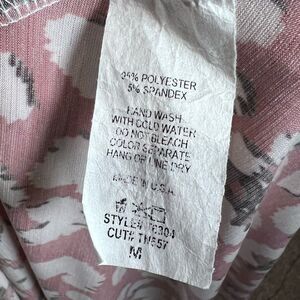 95% POLYESTER
5% SPANDEX
HAND WASH
WITH COLD WATER
DO NOT BLEACH
COLOR SEPARATE
HANG OR LINE DRY
MADE IN U.S.A
CUT#
M